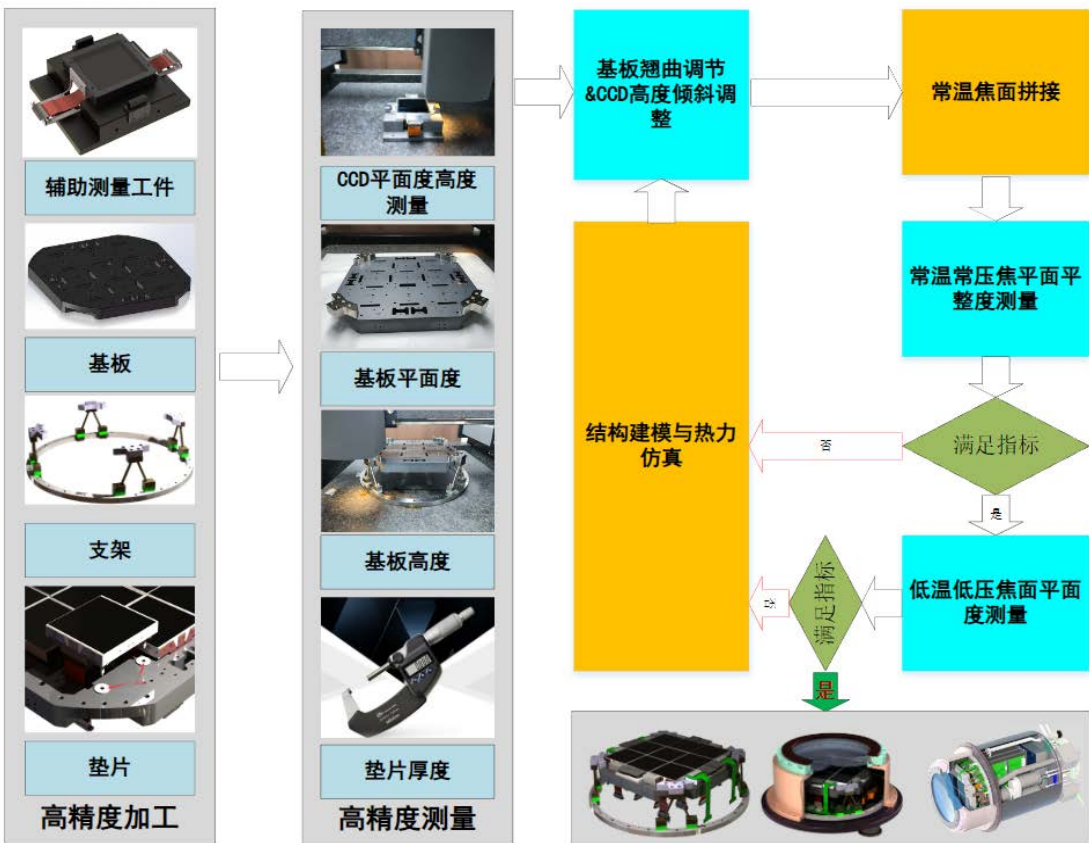 辅助测量工件
基板
支架
垫片
高精度加工
CCD平面度高度
测量
基板平面度
基板高度
垫片厚度
高精度测量
基板翘曲调节
&CCD高度倾斜调
整
常温焦面拼接
常温常压焦平面平
整度测量
满足指标
否
是
结构建模与热力
仿真
低温低压焦面平面
度测量
满足指标
否
是